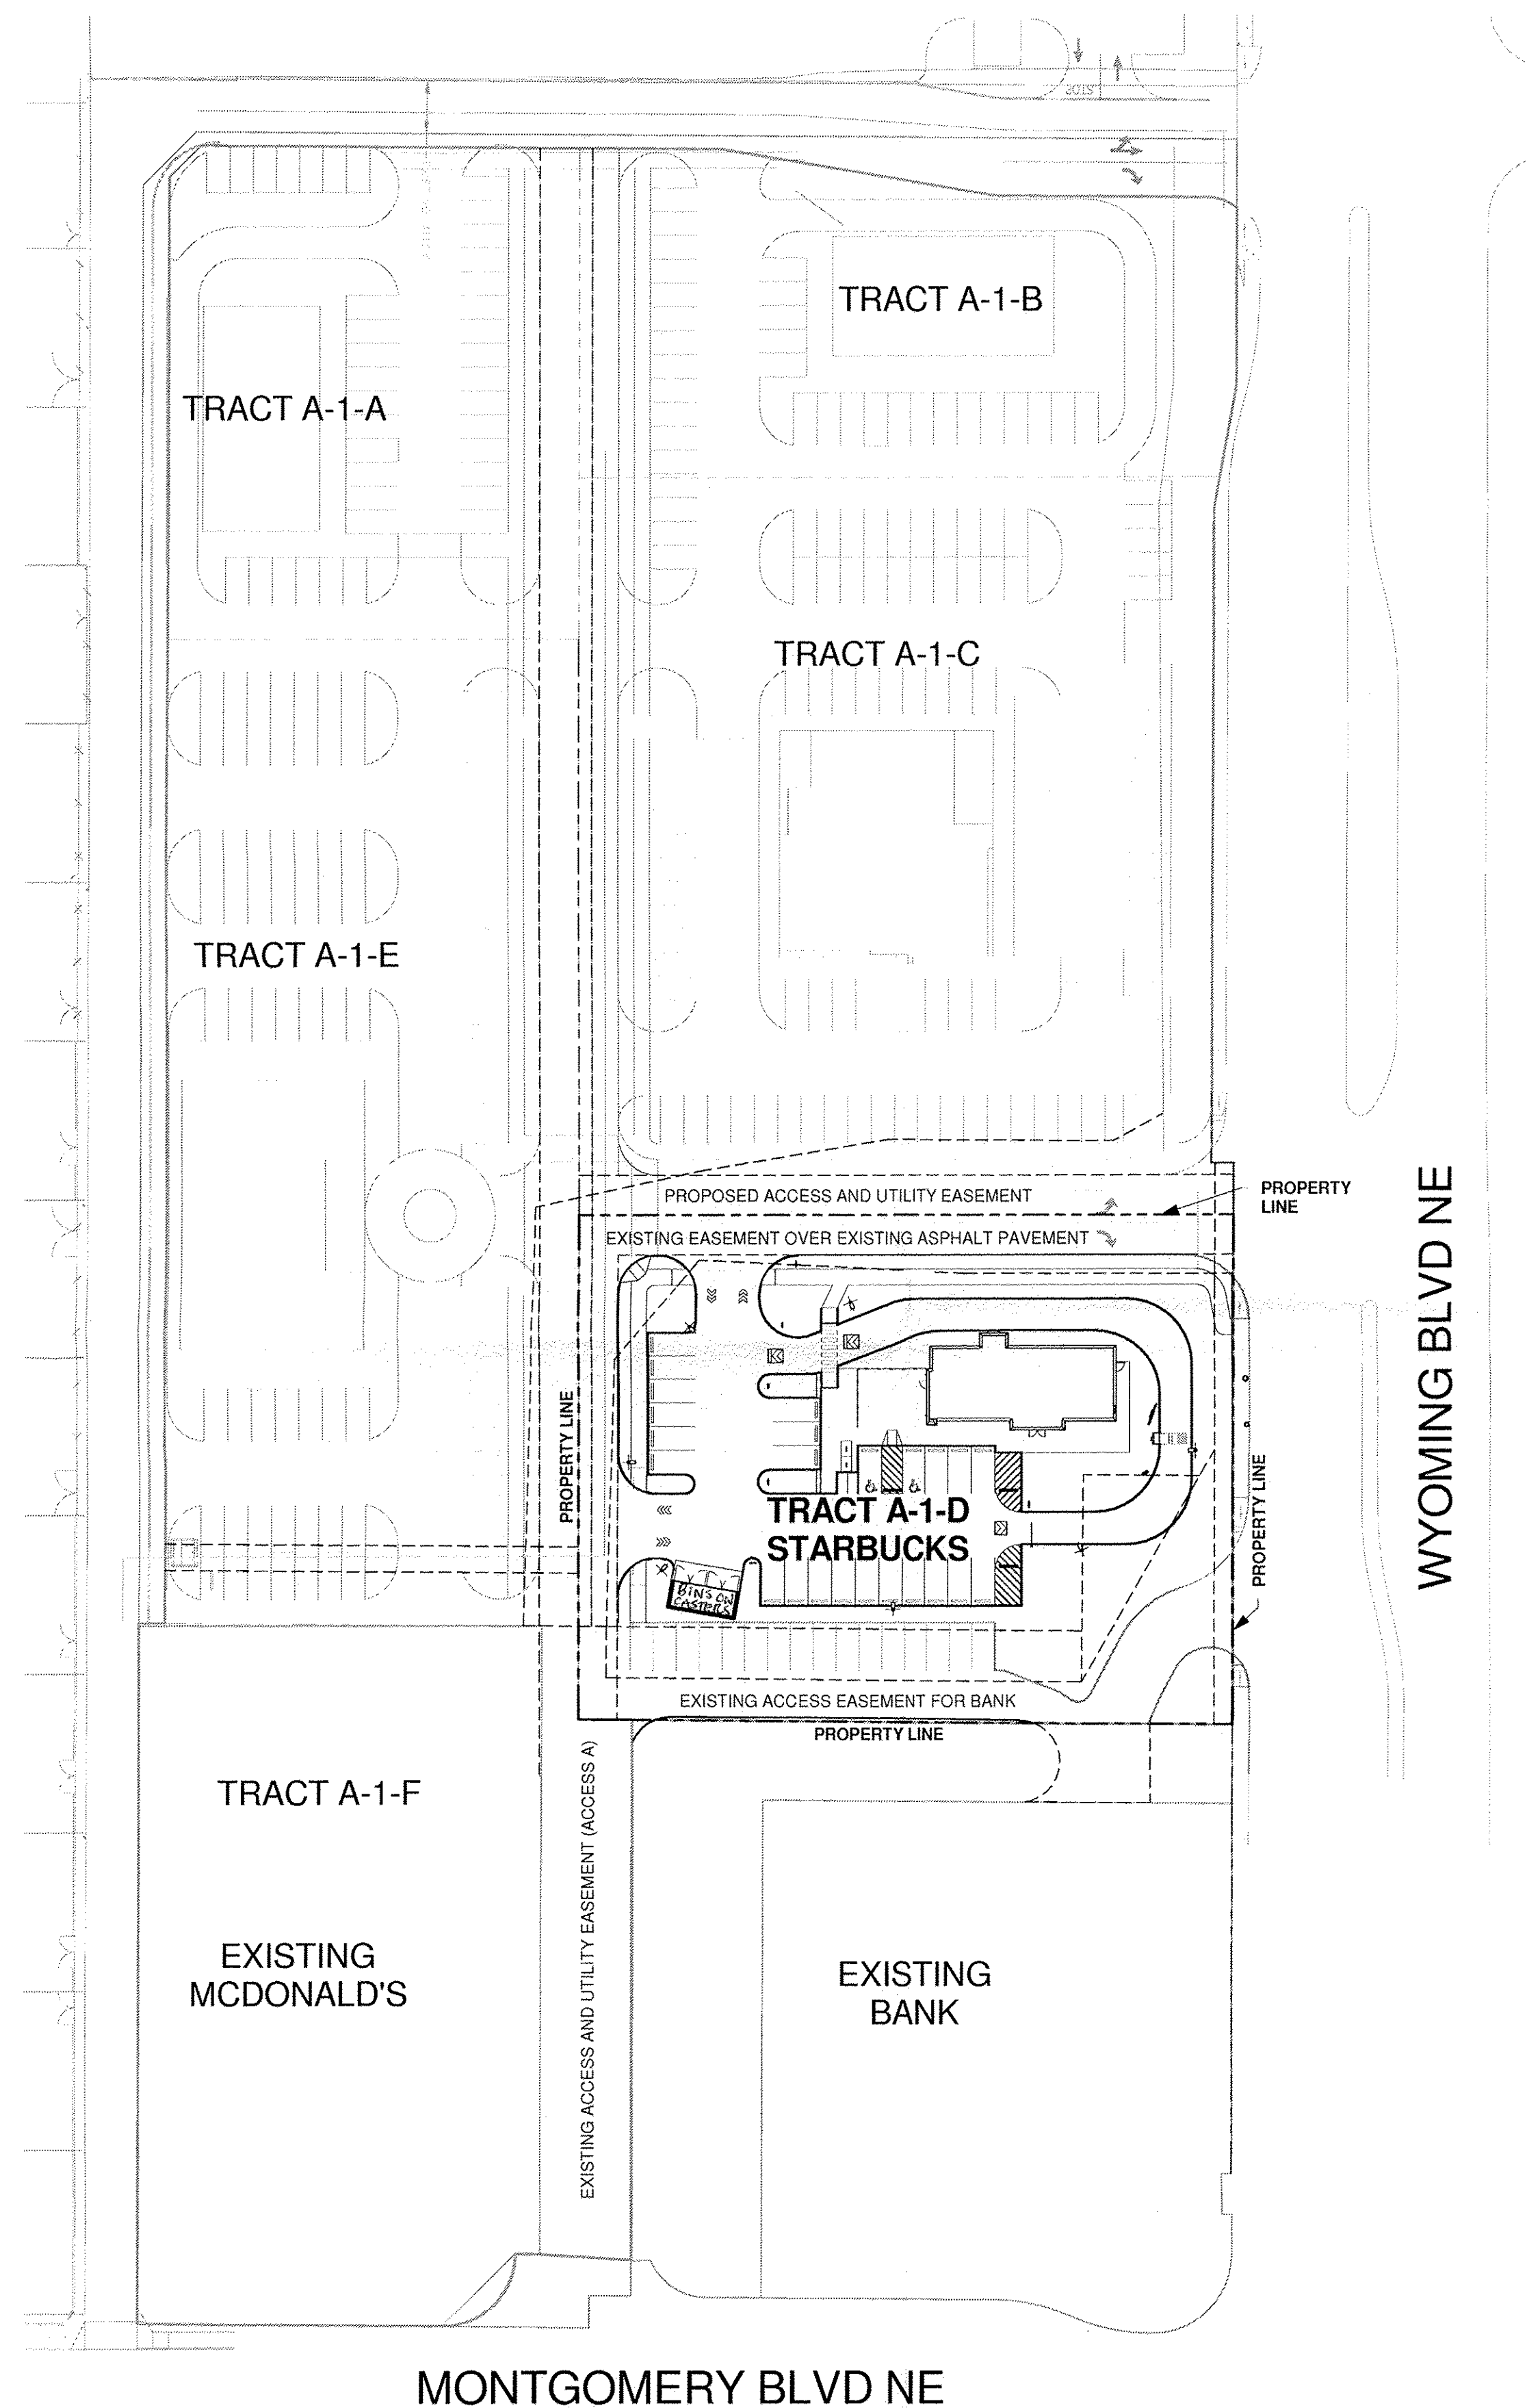 STOP
TRACT A-1-B
TRACT A-1-A
TRACT A-1-C
TRACT A-1-E
PROPOSED ACCESS AND UTILITY EASEMENT
PROPERTY
LINE
EXISTING EASEMENT OVER EXISTING ASPHALT PAVEMENT
WYOMING BLVD NE
PROPERTY LINE
PROPERTY LINE
TRACT A-1-D
STARBUCKS
BINS ON
CASTERS
EXISTING ACCESS EASEMENT FOR BANK
PROPERTY LINE
EXISTING ACCESS AND UTILITY EASEMENT (ACCESS A)
TRACT A-1-F
EXISTING
MCDONALD'S
EXISTING
BANK
MONTGOMERY BLVD NE